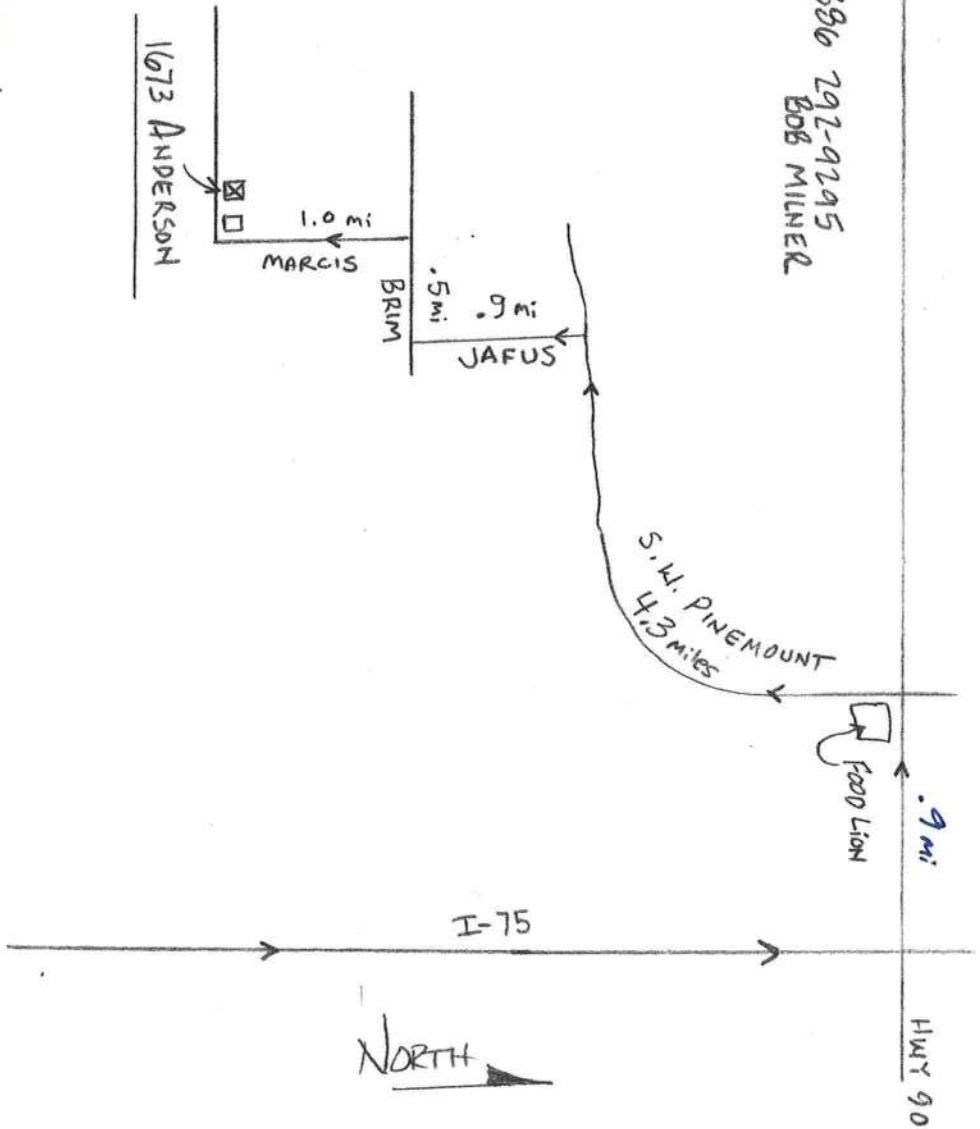 386 292-9295
BOB MILNER
1673 ANDERSON
1.0 mi
MARCIS
BRIM
.5 mi
.9 mi
JAFUS
S.W. PINEMOUNT
4.3 miles
FOOD LION
.9 mi
I-75
HWY 90
NORTH